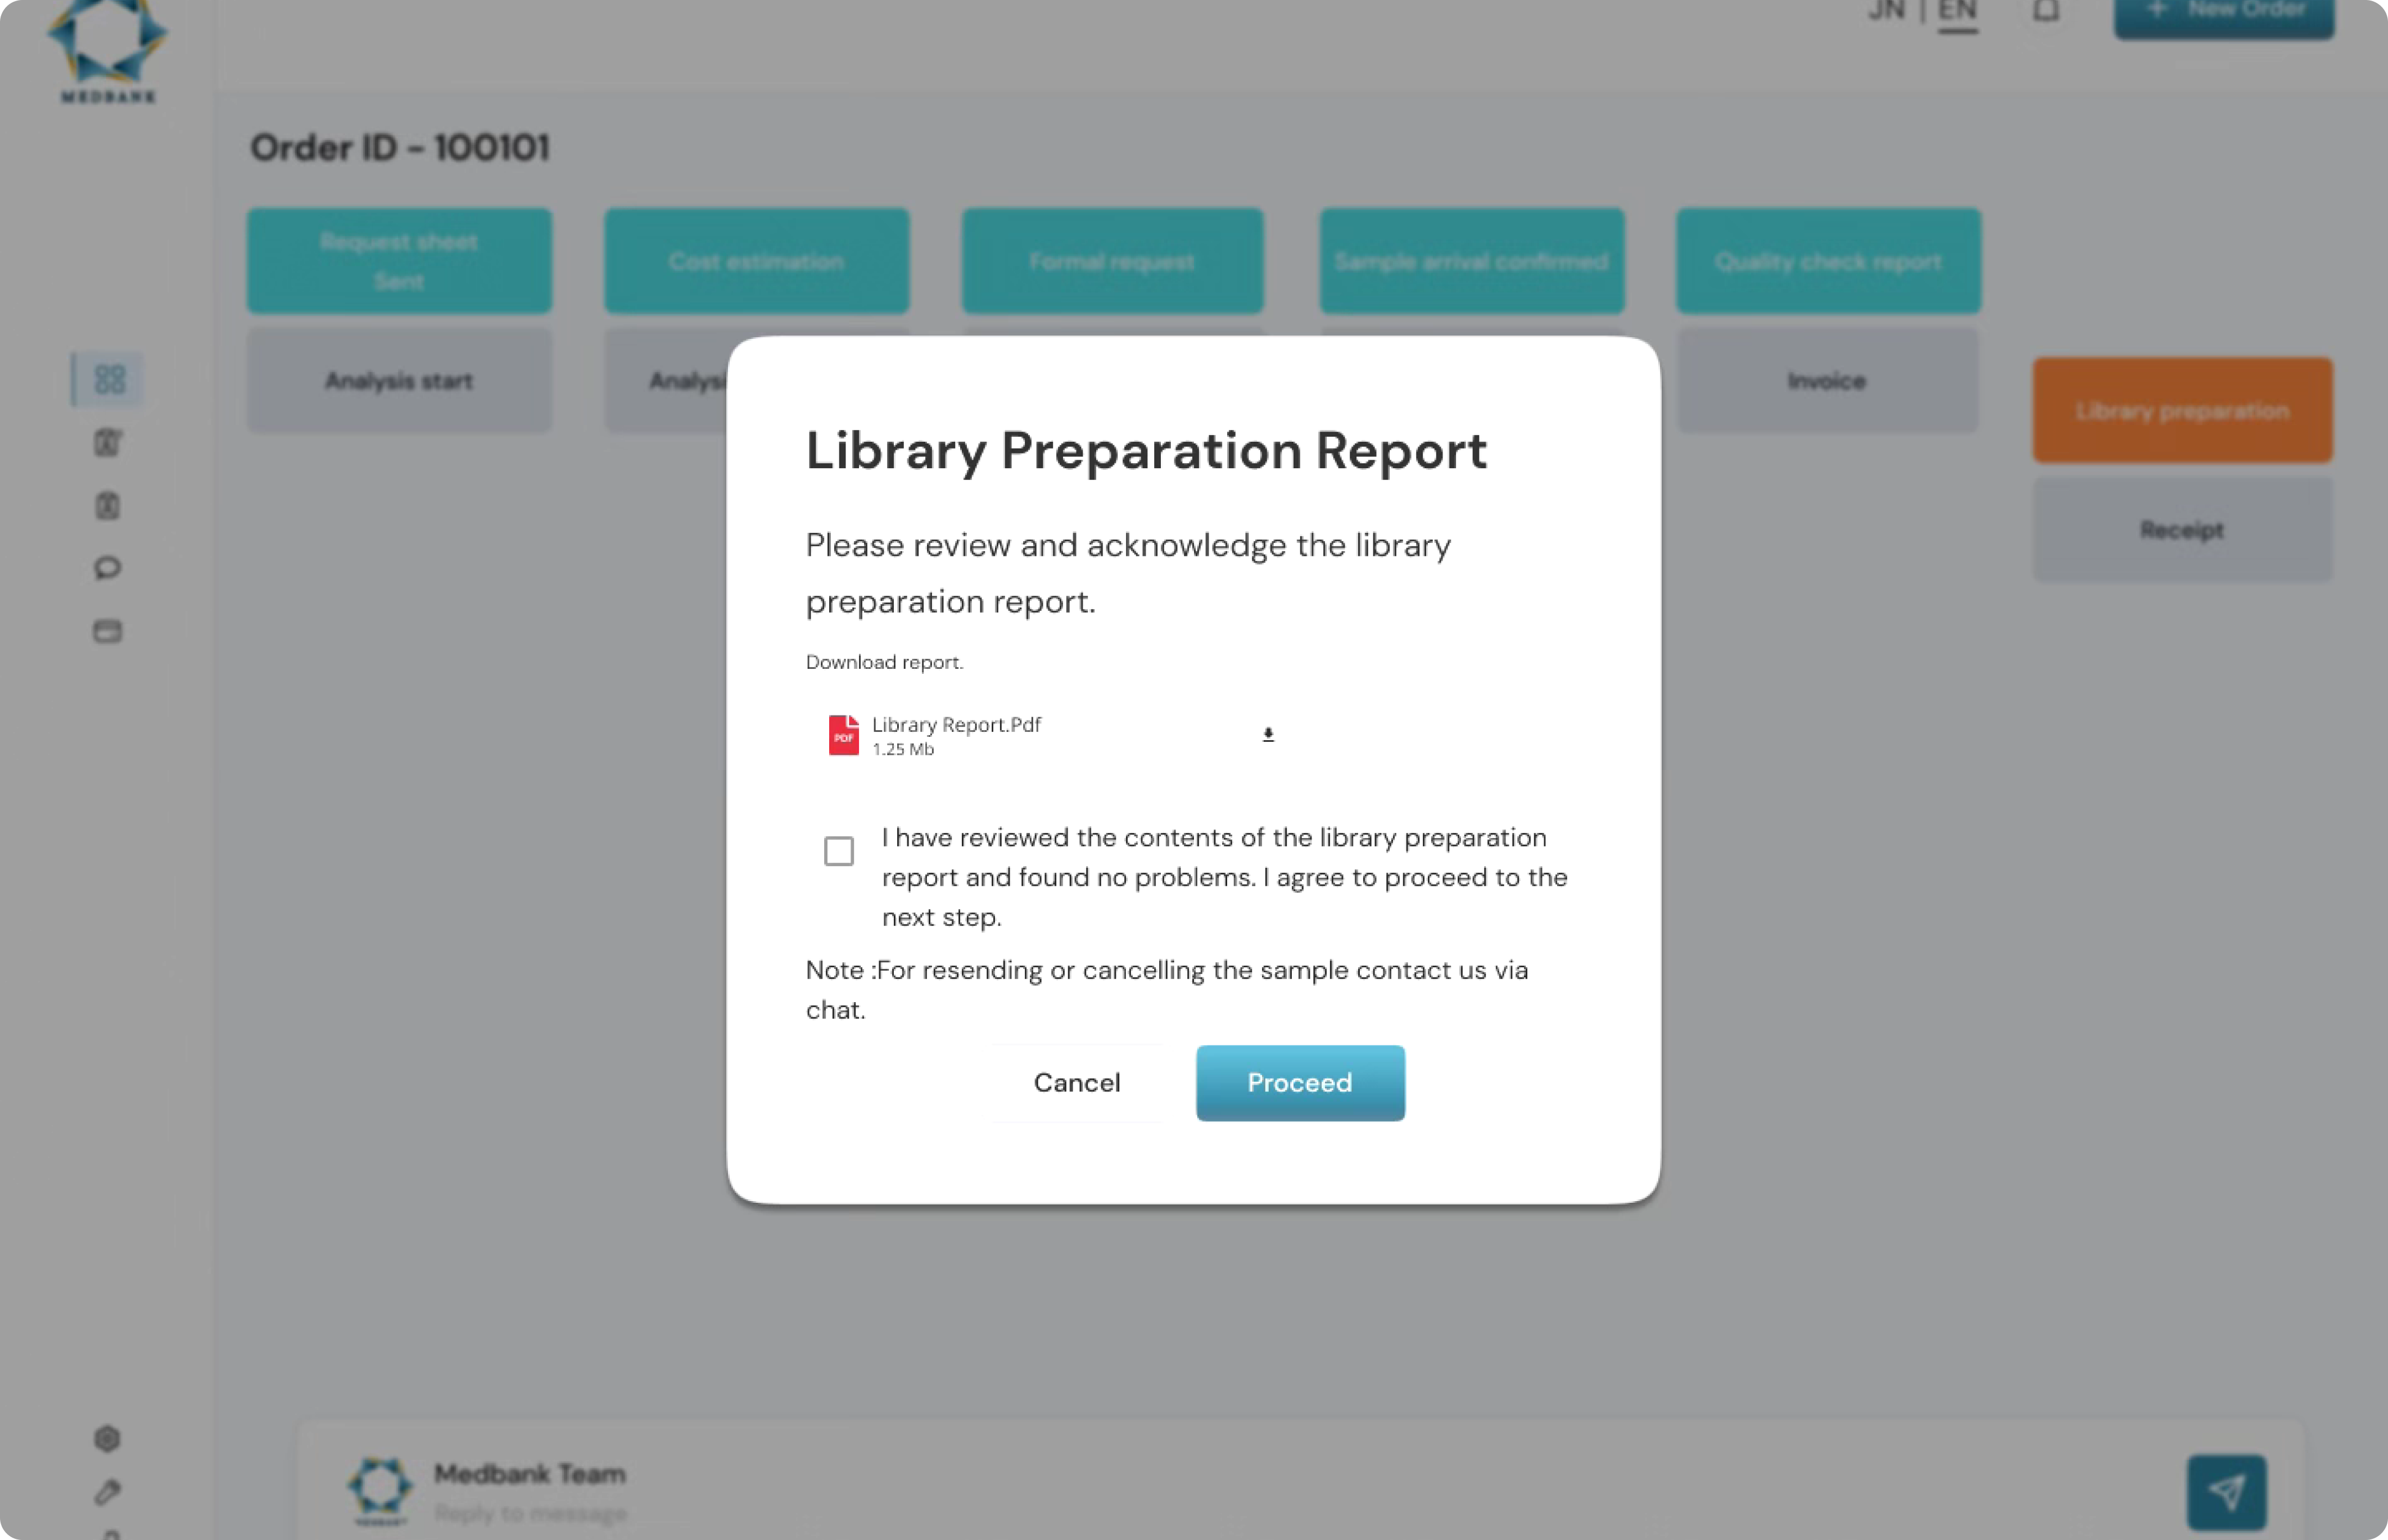 JN | EN
+ New Order
MEDBANK
Order ID - 100101
Request sheet
Sent
Cost estimation
Formal request
Sample arrival confirmed
Quality check report
Analysis start
Invoice
Library preparation
Receipt
Library Preparation Report
Please review and acknowledge the library
preparation report.
Download report.
PDF
Library Report.Pdf
1.25 Mb
I have reviewed the contents of the library preparation
report and found no problems. I agree to proceed to the
next step.
Note :For resending or cancelling the sample contact us via
chat.
Cancel
Proceed
Medbank Team
Reply to message